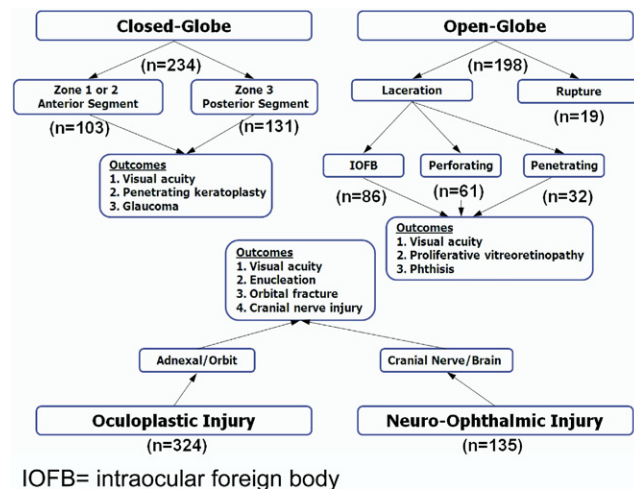 Closed-Globe
(n=234)
Zone 1 or 2
Anterior Segment
(n=103)
Zone 3
Posterior Segment
(n=131)
Outcomes
1. Visual acuity
2. Penetrating keratoplasty
3. Glaucoma
Open-Globe
(n=198)
Laceration
Rupture
(n=19)
IOFB
(n=86)
Perforating
(n=61)
Penetrating
(n=32)
Outcomes
1. Visual acuity
2. Proliferative vitreoretinopathy
3. Phthisis
Outcomes
1. Visual acuity
2. Enucleation
3. Orbital fracture
4. Cranial nerve injury
Adnexal/Orbit
Cranial Nerve/Brain
Oculoplastic Injury
(n=324)
Neuro-Ophthalmic Injury
(n=135)
IOFB= intraocular foreign body